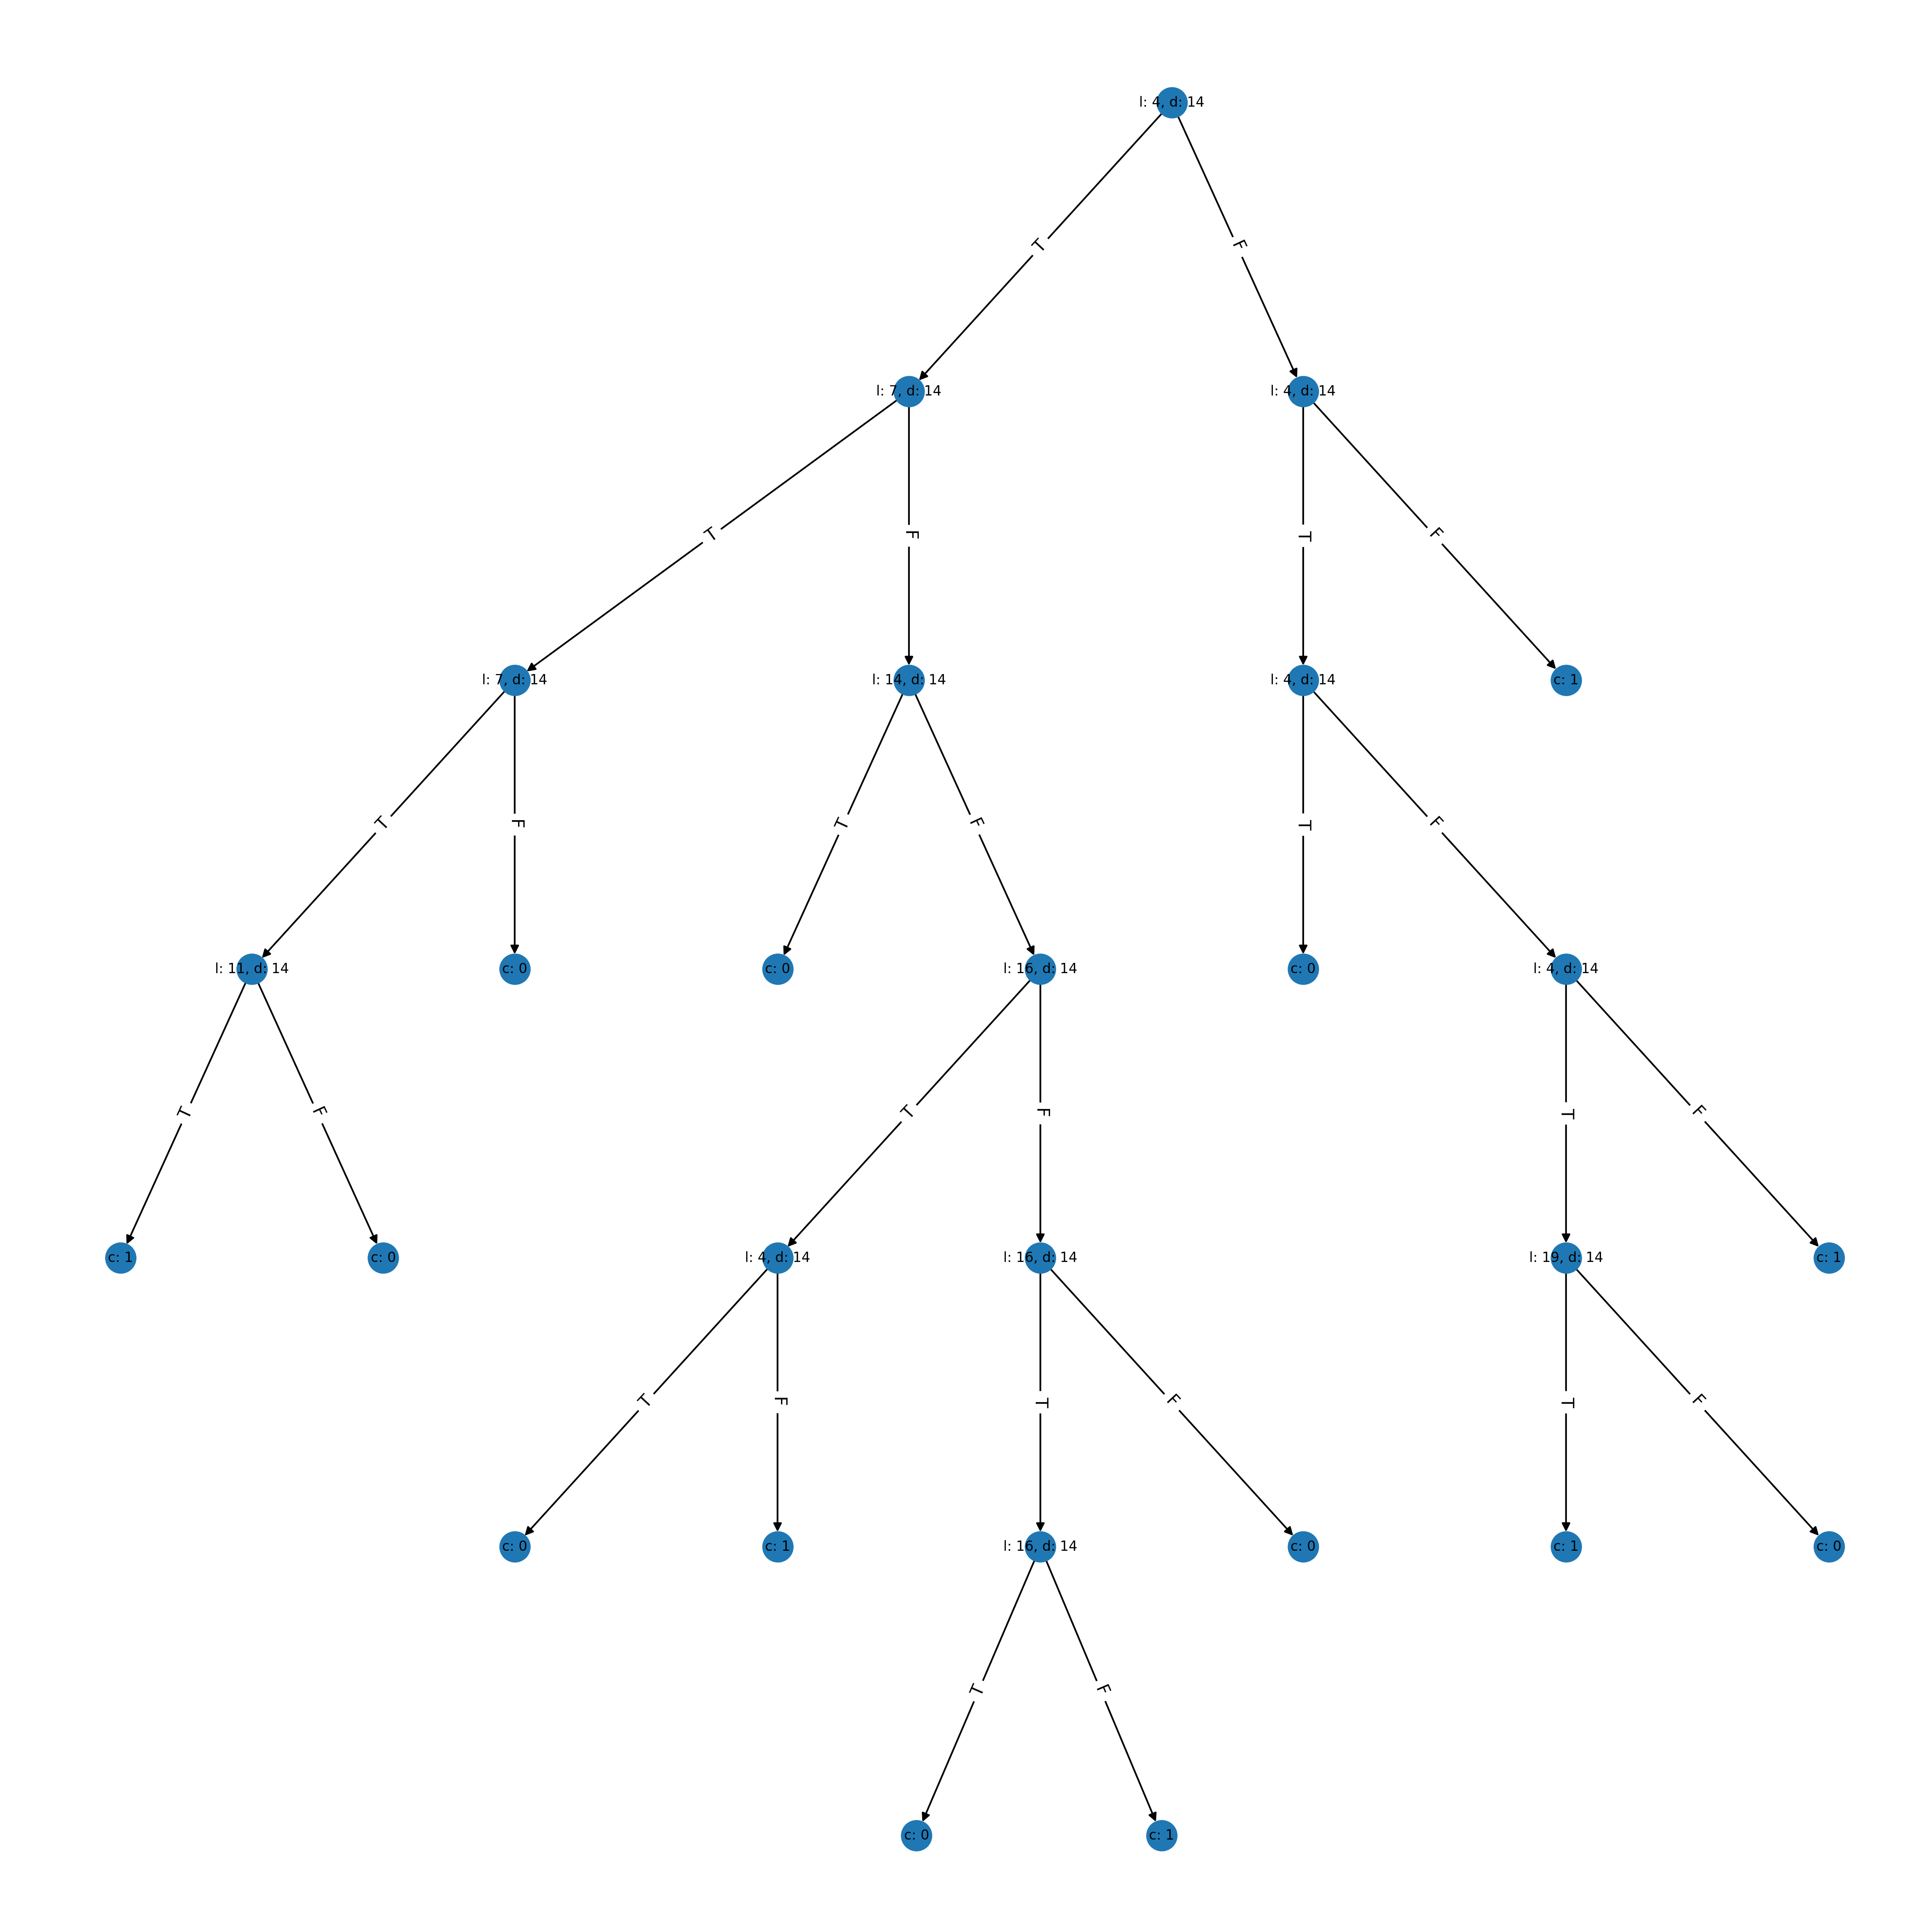 l: 4, d: 14
T
F
l: 7, d: 14
l: 4, d: 14
T
F
T
F
l: 7, d: 14
l: 14, d: 14
l: 4, d: 14
c: 1
T
F
T
F
T
F
l: 11, d: 14
c: 0
c: 0
l: 16, d: 14
c: 0
l: 4, d: 14
T
F
T
F
T
F
c: 1
c: 0
l: 4, d: 14
l: 16, d: 14
l: 19, d: 14
c: 1
T
F
T
F
T
F
c: 0
c: 1
l: 16, d: 14
c: 0
c: 1
c: 0
T
F
c: 0
c: 1